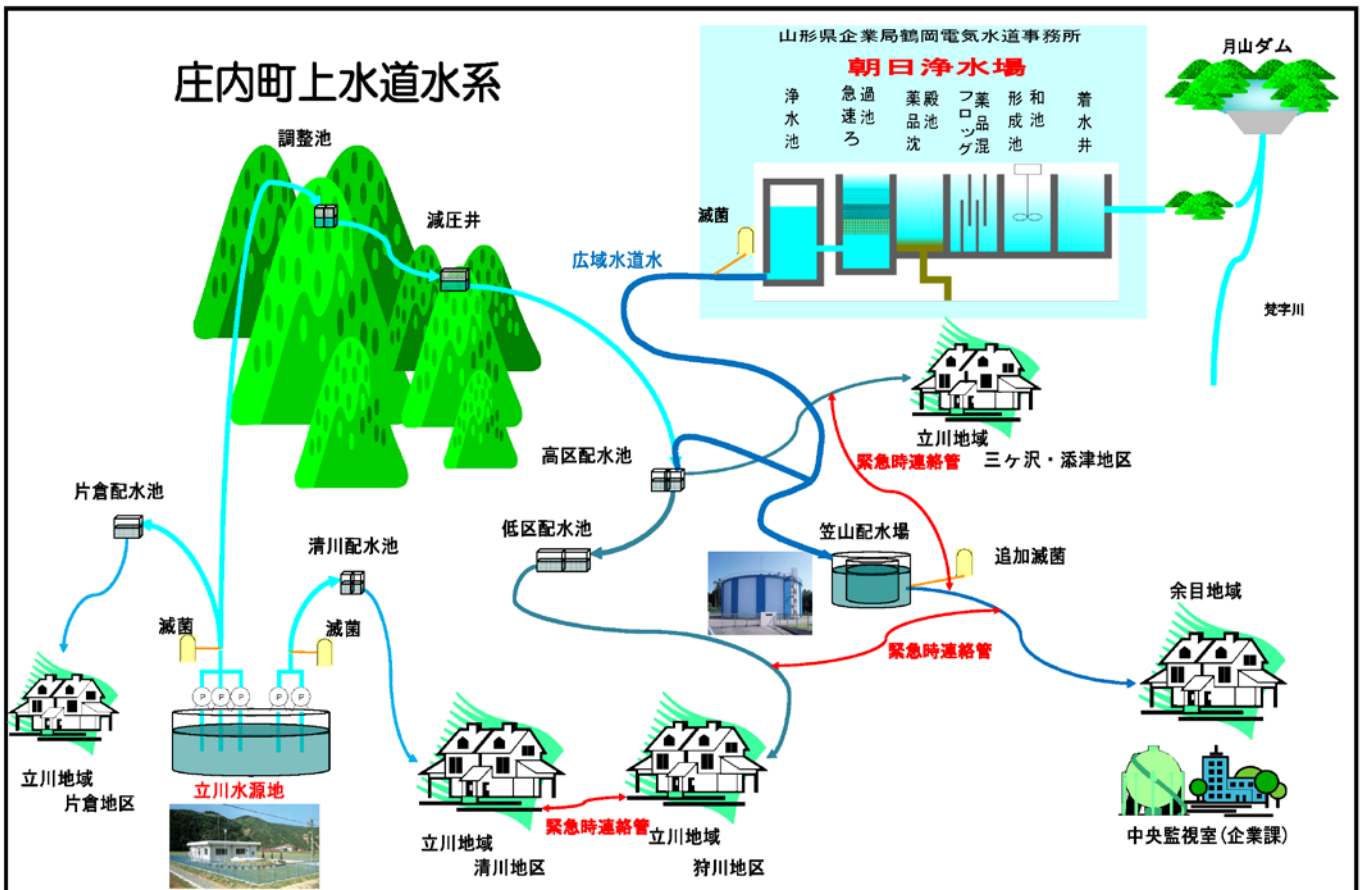 庄内町上水道水系
山形県企業局鶴岡電気水道事務所
朝日浄水場
浄水池
急速ろ
過池
薬品沈
殿池
フロッグ
薬品混
形成池
和池
着水井
月山ダム
調整池
減圧井
滅菌
広域水道水
梵字川
高区配水池
立川地域
三ヶ沢・添津地区
緊急時連絡管
片倉配水池
清川配水池
低区配水池
笠山配水場
追加滅菌
余目地域
滅菌
滅菌
緊急時連絡管
P P P P P
立川水源地
立川地域
片倉地区
緊急時連絡管
立川地域
清川地区
立川地域
狩川地区
中央監視室(企業課)